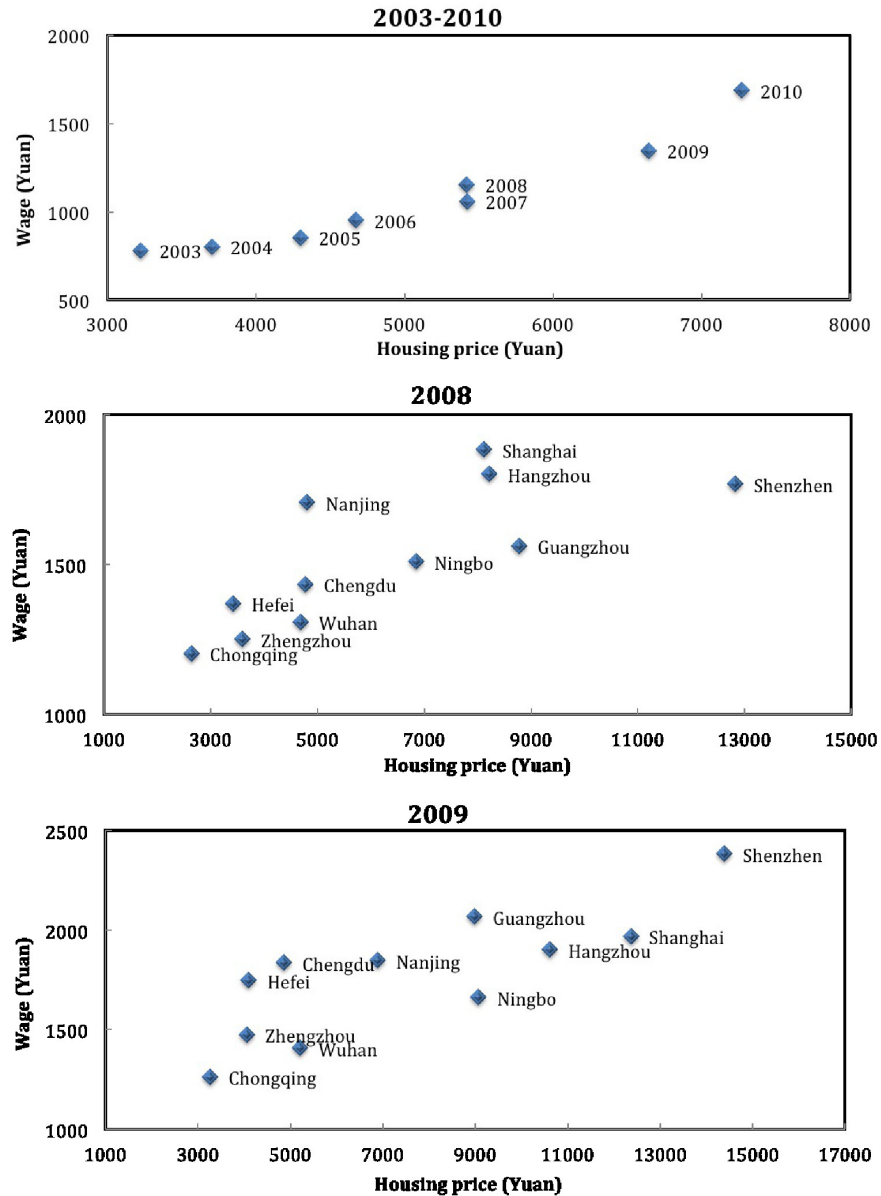 2003-2010
2000
1500
1000
500
Wage (Yuan)
2010
2009
2008
2007
2006
2005
2004
2003
3000 4000 5000 6000 7000 8000
Housing price (Yuan)
2008
2000
1500
1000
Wage (Yuan)
Shanghai
Hangzhou
Shenzhen
Nanjing
Guangzhou
Ningbo
Chengdu
Hefei
Wuhan
Zhengzhou
Chongqing
1000 3000 5000 7000 9000 11000 13000 15000
Housing price (Yuan)
2009
2500
2000
1500
1000
Wage (Yuan)
Shenzhen
Guangzhou
Shanghai
Hangzhou
Chengdu Nanjing
Hefei
Ningbo
Zhengzhou
Wuhan
Chongqing
1000 3000 5000 7000 9000 11000 13000 15000 17000
Housing price (Yuan)